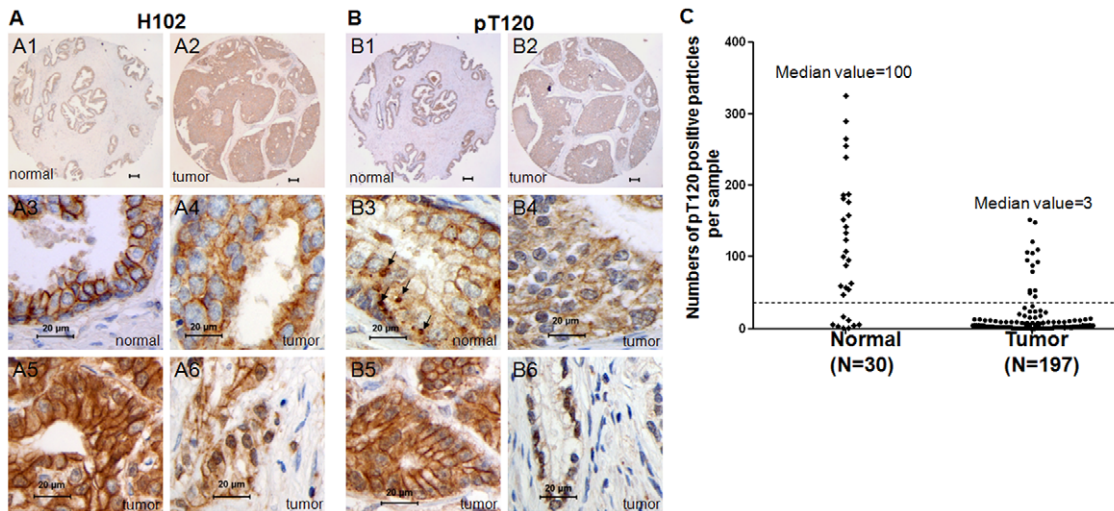 A
H102
B
pT120
C
A1
normal
A2
tumor
B1
normal
B2
tumor
A3
20 μm
normal
A4
20 μm
tumor
B3
20 μm
normal
B4
20 μm
tumor
A5
20 μm
tumor
A6
20 μm
tumor
B5
20 μm
tumor
B6
20 μm
tumor
Numbers of pT120 positive particles
per sample
400
300
200
100
0
Median value=100
Median value=3
Normal
(N=30)
Tumor
(N=197)